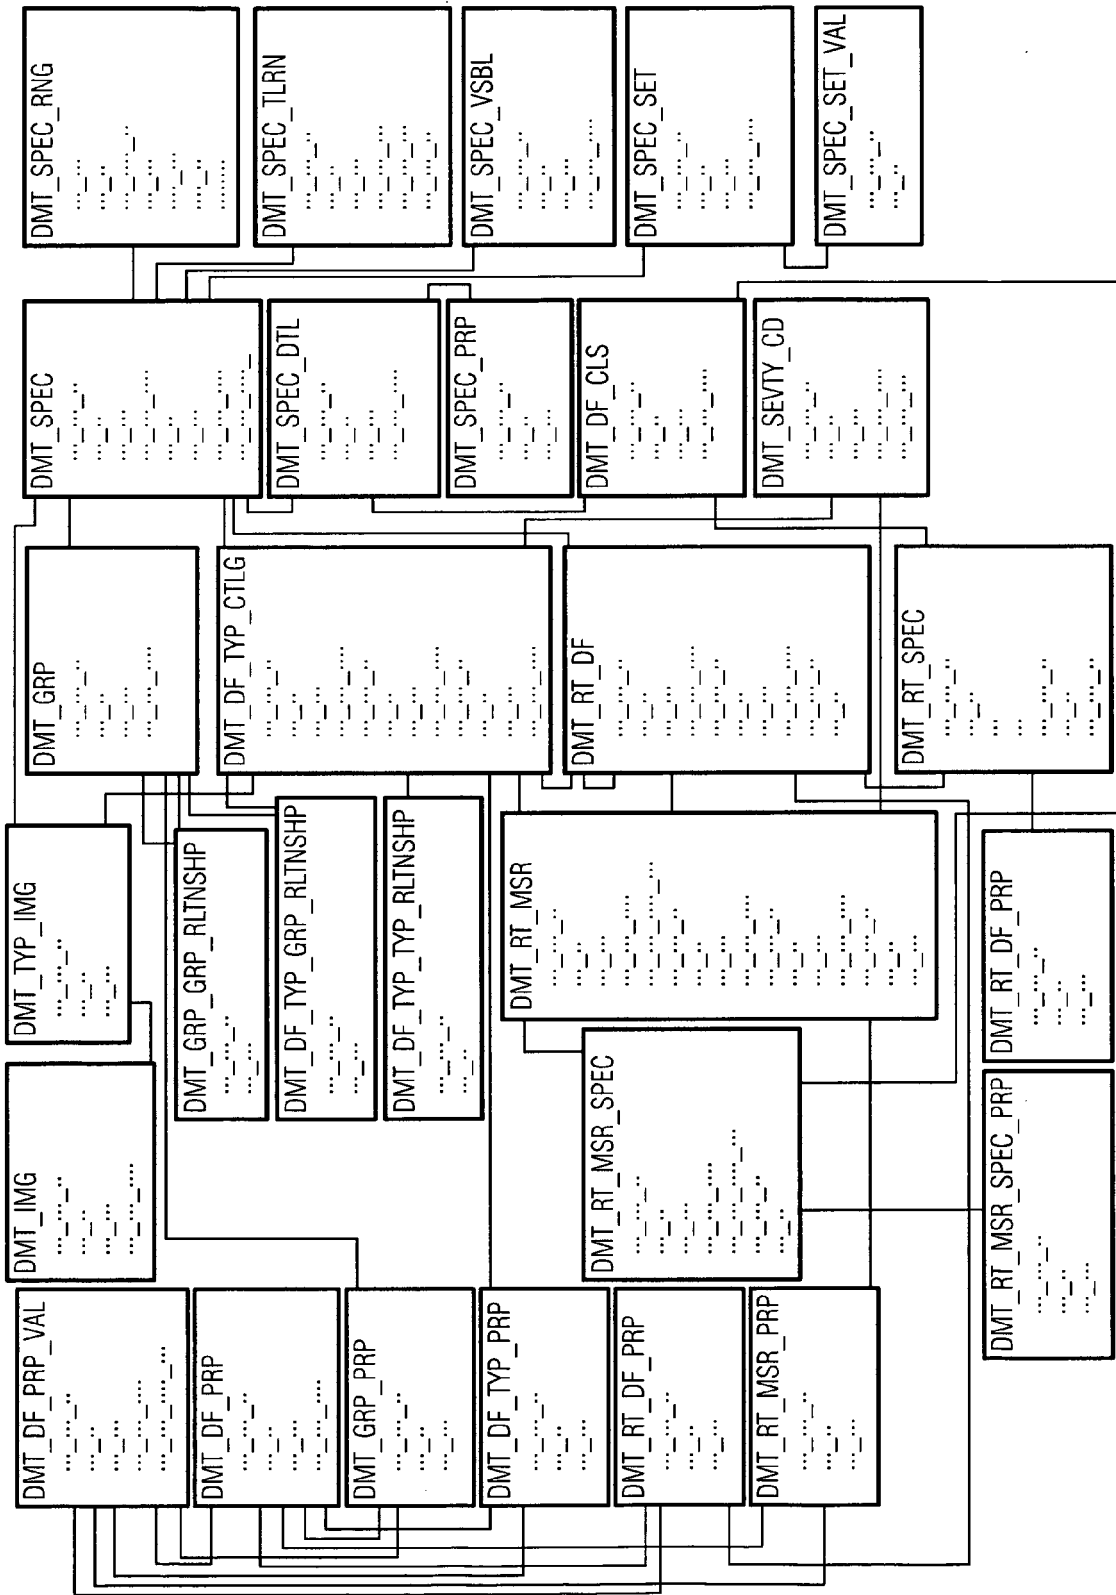 DMT_DF_PRP_VAL
DMT_DF_PRP
DMT_GRP_PRP
DMT_DF_TYP_PRP
DMT_RT_DF_PRP
DMT_RT_MSR_PRP
DMT_IMG
DMT_RT_MSR_SPEC
DMT_RT_MSR_SPEC_PRP
DMT_TYP_IMG
DMT_GRP_GRP_RLTNSHP
DMT_DF_TYP_GRP_RLTNSHP
DMT_DF_TYP_TYP_RLTNSHP
DMT_RT_MSR
DMT_RT_DF_PRP
DMT_GRP
DMT_DF_TYP_CTLG
DMT_RT_DF
DMT_RT_SPEC
DMT_SPEC
DMT_SPEC_DTL
DMT_SPEC_PRP
DMT_DF_CLS
DMT_SEVTY_CD
DMT_SPEC_RNG
DMT_SPEC_TLRN
DMT_SPEC_VSBL
DMT_SPEC_SET
DMT_SPEC_SET_VAL